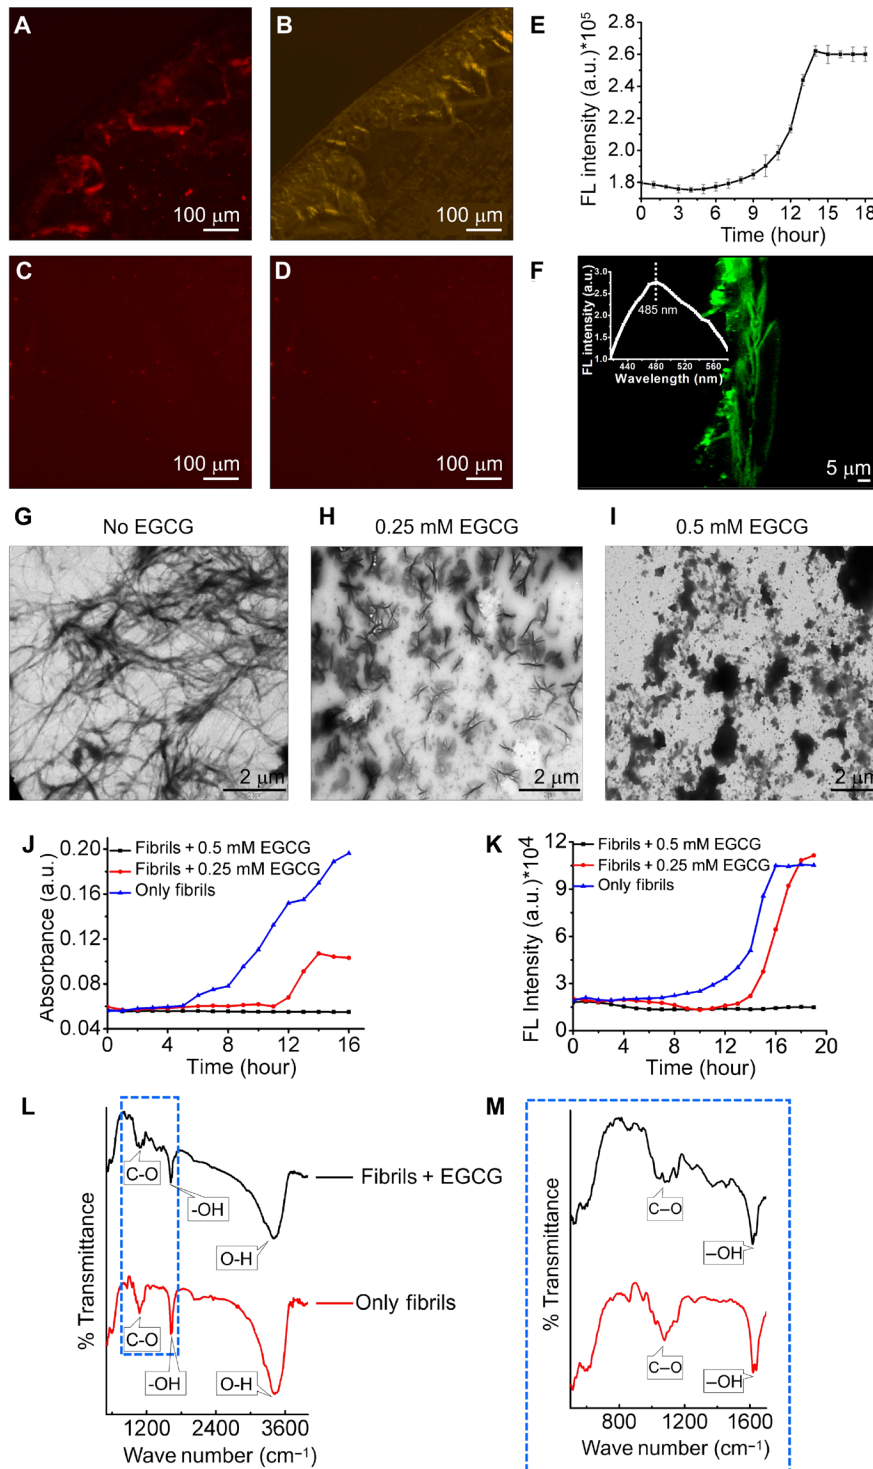 A
100 μm
B
100 μm
C
100 μm
D
100 μm
E
FL intensity (a.u.)*10⁵
2.6
2.4
2.2
2.0
1.8
0 3 6 9 12 15 18
Time (hour)
F
FL intensity (a.u.)
3.0
2.5
2.0
1.5
1.0
485 nm
440 480 520 560
Wavelength (nm)
5 μm
G
No EGCG
2 μm
H
0.25 mM EGCG
2 μm
I
0.5 mM EGCG
2 μm
J
Absorbance (a.u.)
0.20
0.16
0.12
0.08
0.04
Fibrils + 0.5 mM EGCG
Fibrils + 0.25 mM EGCG
Only fibrils
0 4 8 12 16
Time (hour)
K
FL Intensity (a.u.)*10⁴
12
9
6
3
0
Fibrils + 0.5 mM EGCG
Fibrils + 0.25 mM EGCG
Only fibrils
0 4 8 12 16 20
Time (hour)
L
% Transmittance
C-O
-OH
O-H
Fibrils + EGCG
C-O
-OH
O-H
Only fibrils
1200 2400 3600
Wave number (cm⁻¹)
M
% Transmittance
C–O
–OH
C–O
–OH
800 1200 1600
Wave number (cm⁻¹)